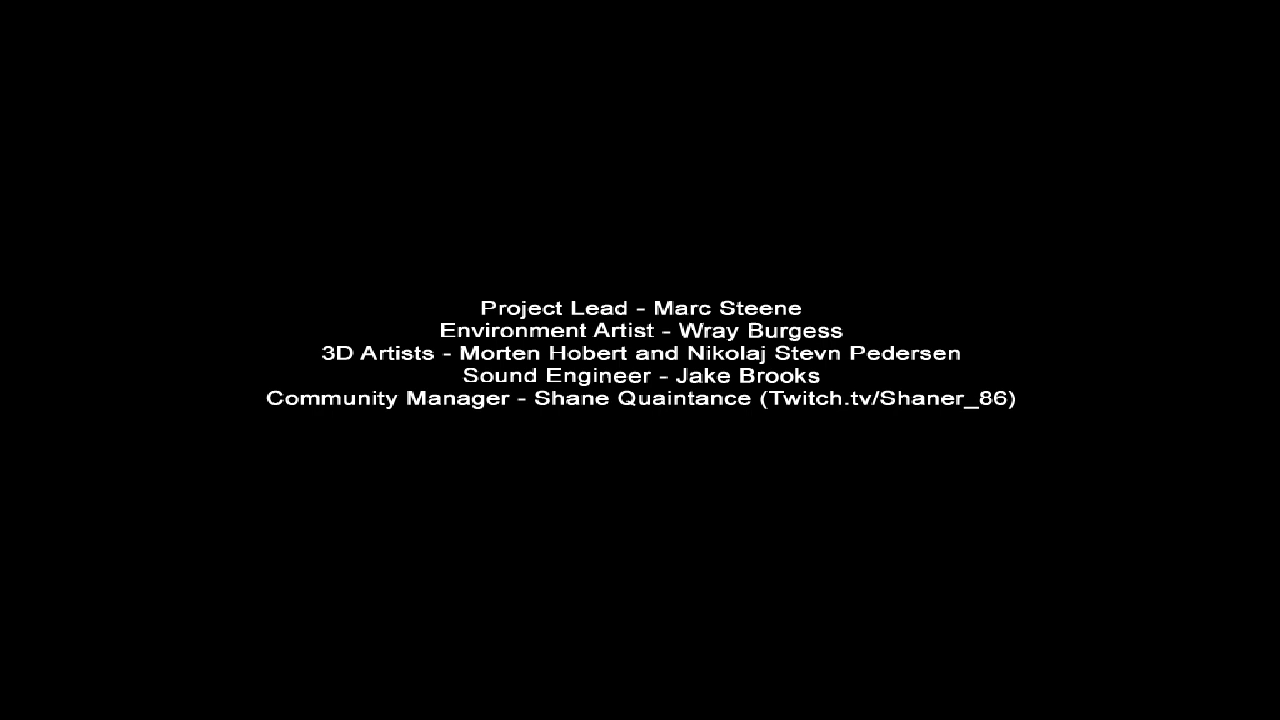 Project Lead - Marc Steene
Environment Artist - Wray Burgess
3D Artists - Morten Hobert and Nikolaj Stevn Pedersen
Sound Engineer - Jake Brooks
Community Manager - Shane Quaintance (Twitch.tv/Shaner_86)